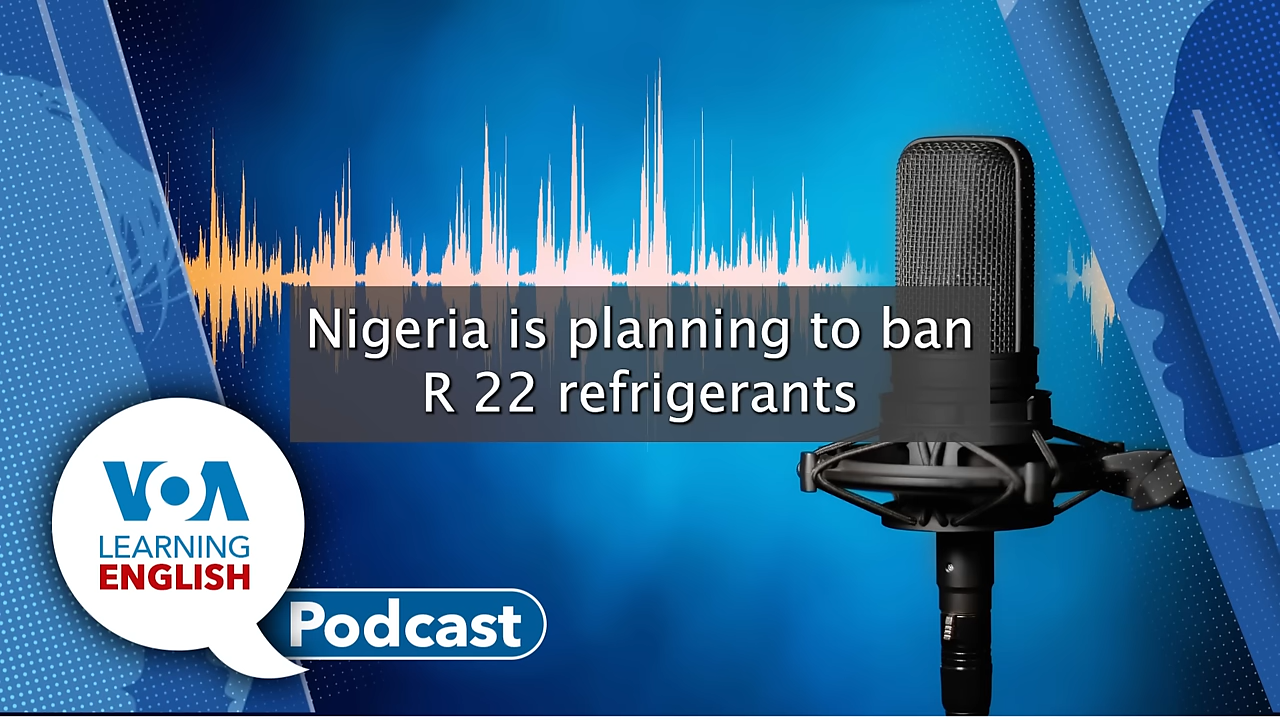 Nigeria is planning to ban
R 22 refrigerants
VOA
LEARNING
ENGLISH
Podcast